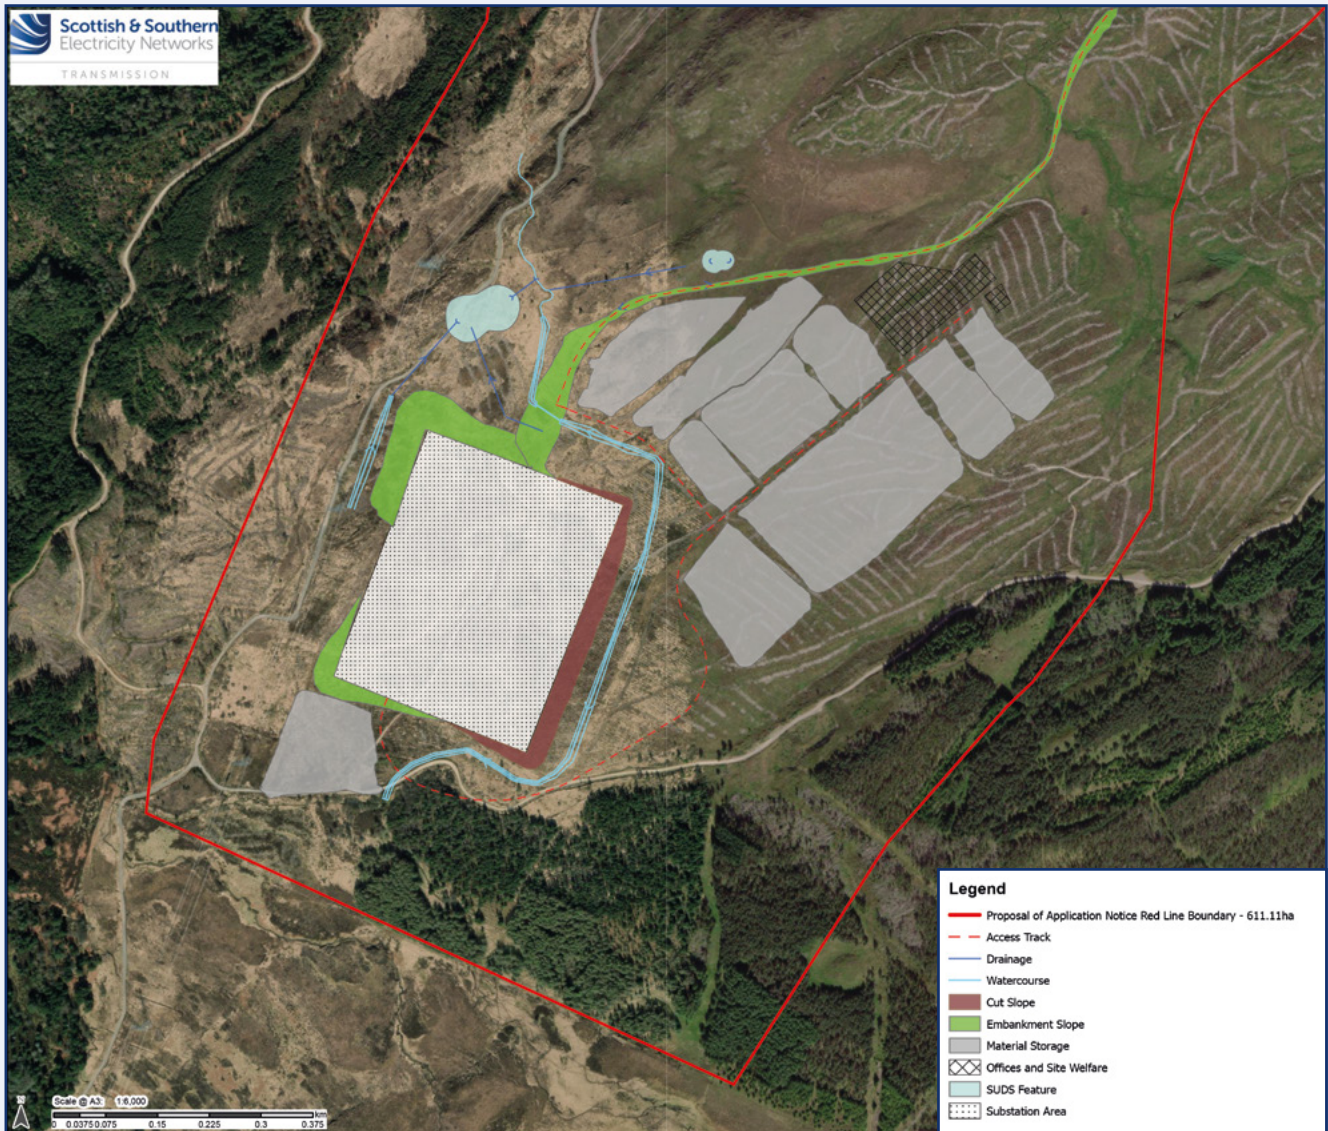 Scottish & Southern
Electricity Networks
TRANSMISSION
Legend
Proposal of Application Notice Red Line Boundary - 611.11ha
Access Track
Drainage
Watercourse
Cut Slope
Embankment Slope
Material Storage
Offices and Site Welfare
SUDS Feature
Substation Area
N
Scale @ A3: 1:6,000
km
0 0.0375 0.075 0.15 0.225 0.3 0.375